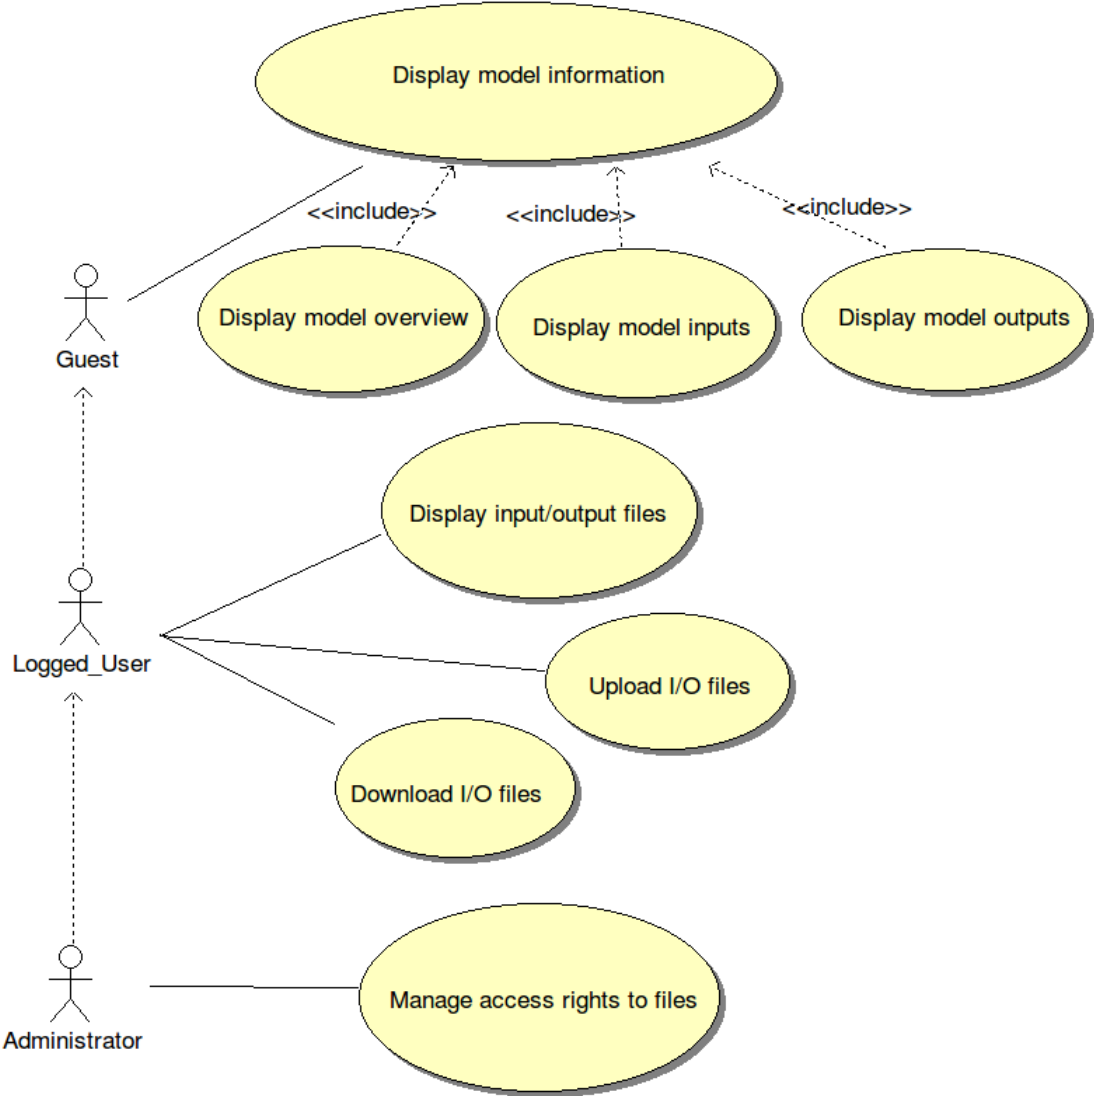 Display model information
<<include>>
<<include>>
<<include>>
Display model overview
Display model inputs
Display model outputs
Guest
Display input/output files
Logged_User
Upload I/O files
Download I/O files
Manage access rights to files
Administrator